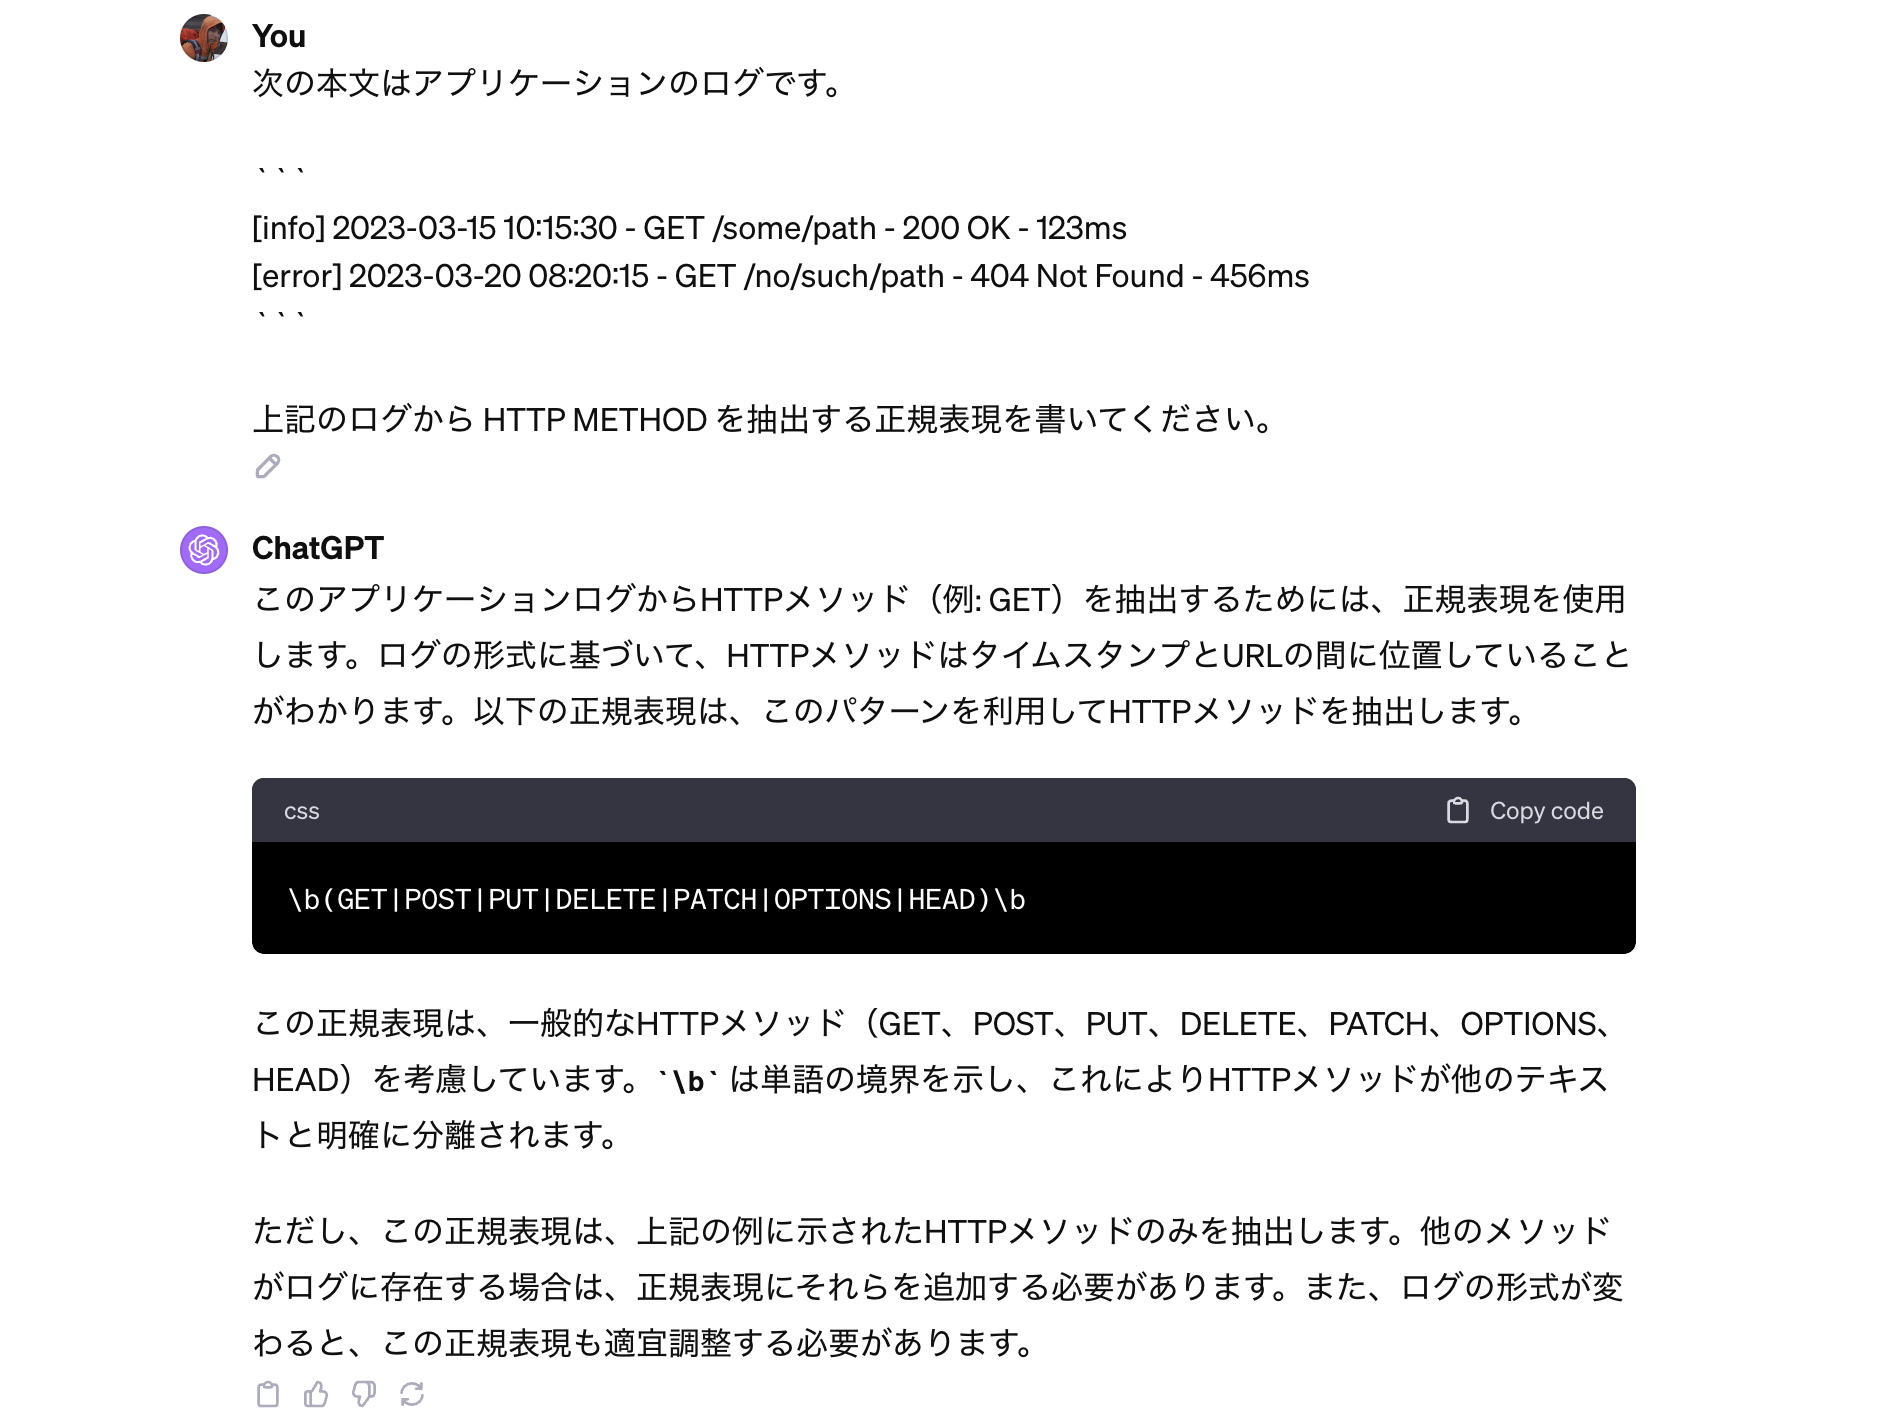 You
次の本文はアプリケーションのログです。
```
[info] 2023-03-15 10:15:30 - GET /some/path - 200 OK - 123ms
[error] 2023-03-20 08:20:15 - GET /no/such/path - 404 Not Found - 456ms
```
上記のログから HTTP METHOD を抽出する正規表現を書いてください。
ChatGPT
このアプリケーションログからHTTPメソッド（例: GET）を抽出するためには、正規表現を使用
します。ログの形式に基づいて、HTTPメソッドはタイムスタンプとURLの間に位置していること
がわかります。以下の正規表現は、このパターンを利用してHTTPメソッドを抽出します。
css
Copy code
\b(GET|POST|PUT|DELETE|PATCH|OPTIONS|HEAD)\b
この正規表現は、一般的なHTTPメソッド（GET、POST、PUT、DELETE、PATCH、OPTIONS、
HEAD）を考慮しています。`\b` は単語の境界を示し、これによりHTTPメソッドが他のテキス
トと明確に分離されます。
ただし、この正規表現は、上記の例に示されたHTTPメソッドのみを抽出します。他のメソッド
がログに存在する場合は、正規表現にそれらを追加する必要があります。また、ログの形式が変
わると、この正規表現も適宜調整する必要があります。